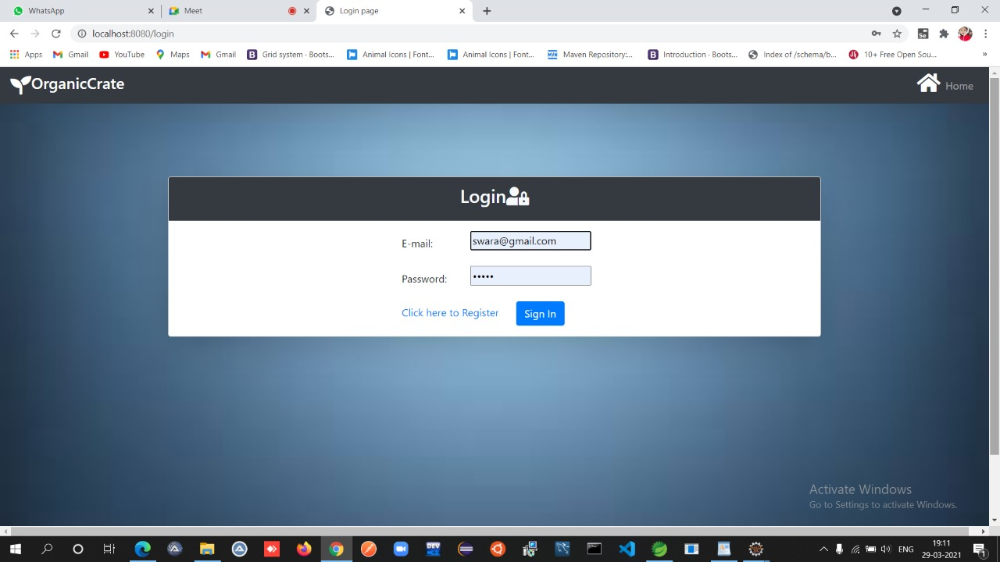 WhatsApp
Meet
Login page
localhost:8080/login
Apps
Gmail
YouTube
Maps
Gmail
Grid system · Boots...
Animal Icons | Font...
Animal Icons | Font...
Maven Repository:...
Introduction · Boots...
Index of /schema/b...
10+ Free Open Sou...
»
OrganicCrate
Home
Login
E-mail:
swara@gmail.com
Password:
•••••
Click here to Register
Sign In
Activate Windows
Go to Settings to activate Windows.
ENG
19:11
29-03-2021